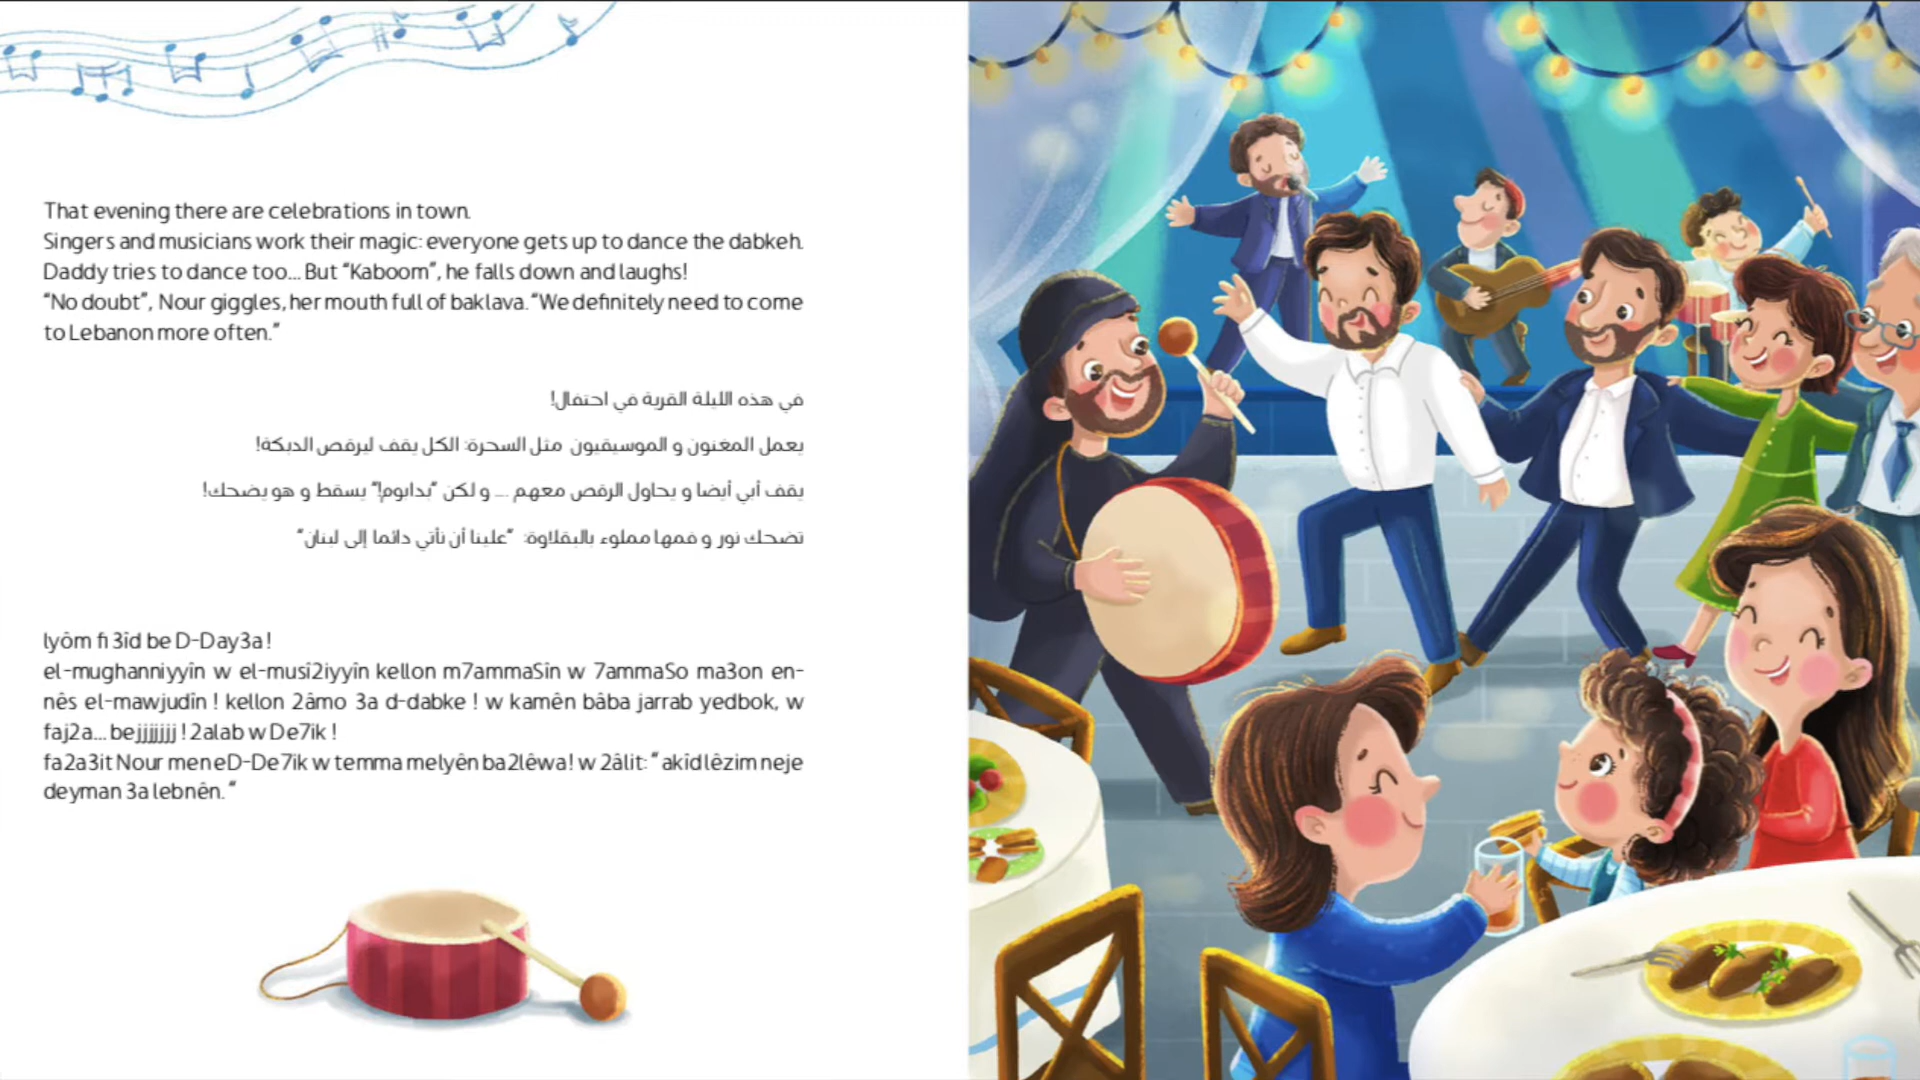 That evening there are celebrations in town.
Singers and musicians work their magic: everyone gets up to dance the dabkeh.
Daddy tries to dance too... But “Kaboom”, he falls down and laughs!
“No doubt”, Nour giggles, her mouth full of baklava. “We definitely need to come
to Lebanon more often.”
في هذه الليلة القرية في احتفال!
يعمل المغنون و الموسيقيون مثل السحرة: الكل يقف ليرقص الدبكة!
يقف أبي أيضا و يحاول الرقص معهم ... و لكن “بدابوم!” يسقط و هو يضحك!
تضحك نور و فمها مملوء بالبقلاوة: “علينا أن نأتي دائما إلى لبنان”
lyôm fi 3îd be D-Day3a !
el-mughanniyyîn w el-musî2iyyîn kellon m7ammaSîn w 7ammaSo ma3on en-
nês el-mawjudîn ! kellon 2âmo 3a d-dabke ! w kamên bâba jarrab yedbok, w
faj2a... bejjjjjjj ! 2alab w De7ik !
fa2a3it Nour men eD-De7ik w temma melyên ba2lêwa! w 2âlit: “ akîd lêzim neje
deyman 3a lebnên. “